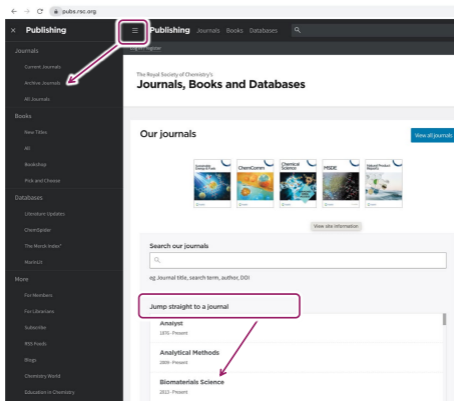 pubs.rsc.org
× Publishing
Publishing Journals Books Databases
Journals
Current Journals
Archive Journals
All Journals
Books
New Titles
All
Bookshop
Pick and Choose
Databases
Literature Updates
ChemSpider
The Merck Index*
MarinLit
More
For Members
For Librarians
Subscribe
RSS Feeds
Blogs
Chemistry World
Education in Chemistry
The Royal Society of Chemistry's
Journals, Books and Databases
Our journals
View all journals
ChemComm
Chemical Science
MSDE
View site information
Search our journals
eg Journal title, search term, author, DOI
Jump straight to a journal
Analyst
1876 - Present
Analytical Methods
2009 - Present
Biomaterials Science
2013 - Present